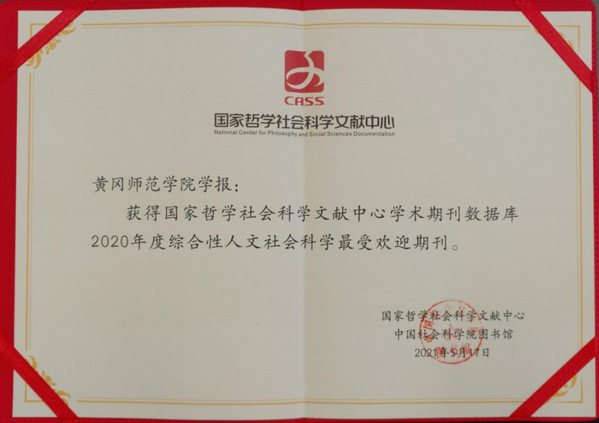 CASS
国家哲学社会科学文献中心
National Center for Philosophy and Social Sciences Documentation
黄冈师范学院学报：
获得国家哲学社会科学文献中心学术期刊数据库
2020年度综合性人文社会科学最受欢迎期刊。
国家哲学社会科学文献中心
中国社会科学院图书馆
2021年5月17日